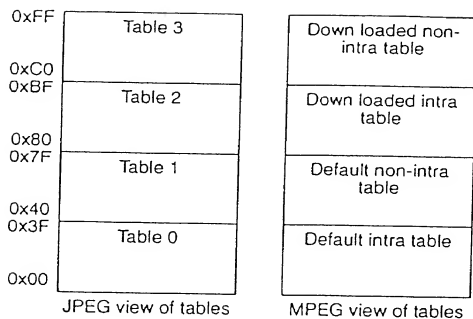 0xFF
Table 3
0xC0
0xBF
Table 2
0x80
0x7F
Table 1
0x40
0x3F
Table 0
0x00
JPEG view of tables
Down loaded non-
intra table
Down loaded intra
table
Default non-intra
table
Default intra table
MPEG view of tables